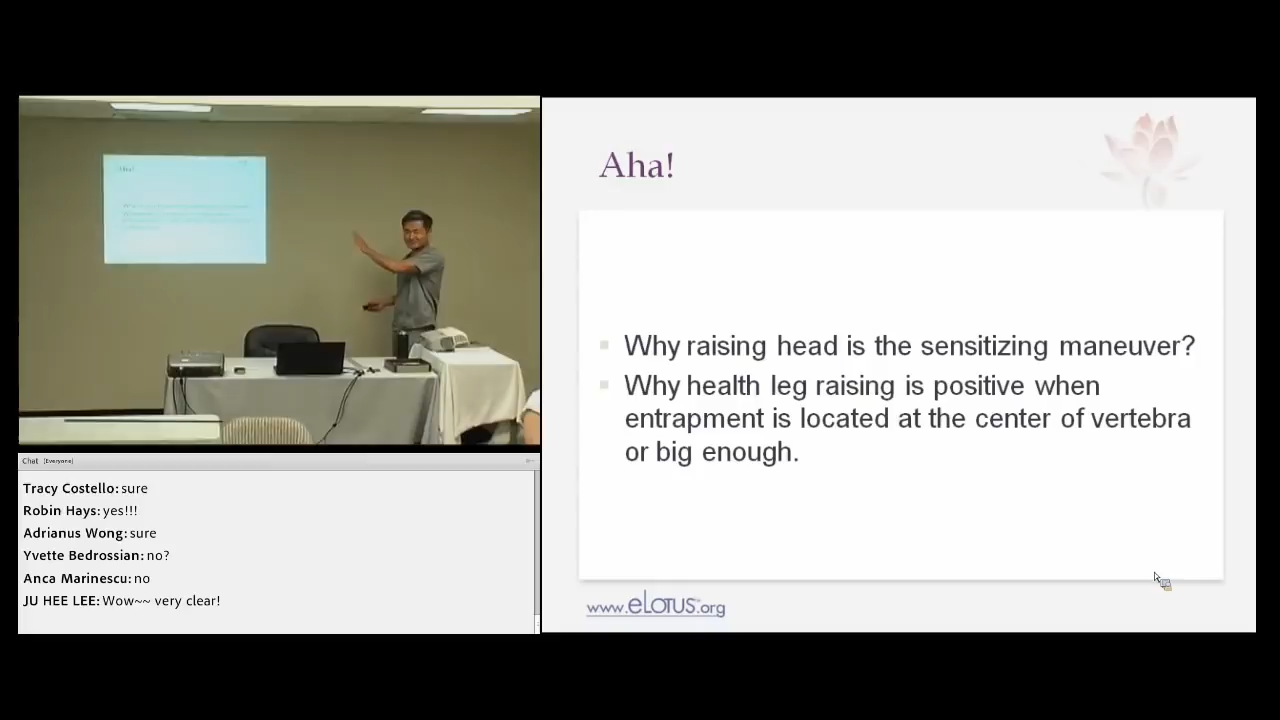 Aha!
Why raising head is the sensitizing maneuver?
Why health leg raising is positive when
entrapment is located at the center of vertebra
or big enough.
www.eLOTUS.org
Aha!
Chat (Everyone)
Tracy Costello: sure
Robin Hays: yes!!!
Adrianus Wong: sure
Yvette Bedrossian: no?
Anca Marinescu: no
JU HEE LEE: Wow~~ very clear!